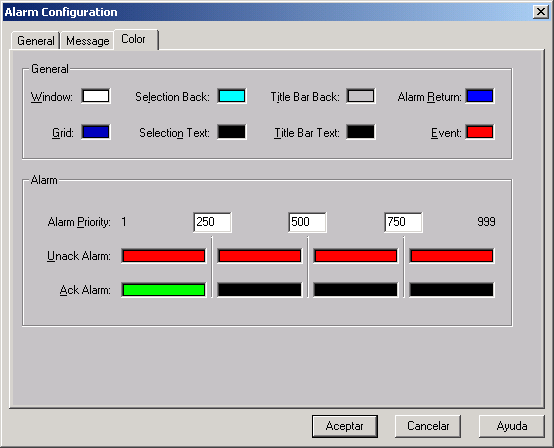 Alarm Configuration
General Message Color
General
Window: Selection Back: Title Bar Back: Alarm Return:
Grid: Selection Text: Title Bar Text: Event:
Alarm
Alarm Priority: 1 250 500 750 999
Unack Alarm:
Ack Alarm:
Aceptar Cancelar Ayuda